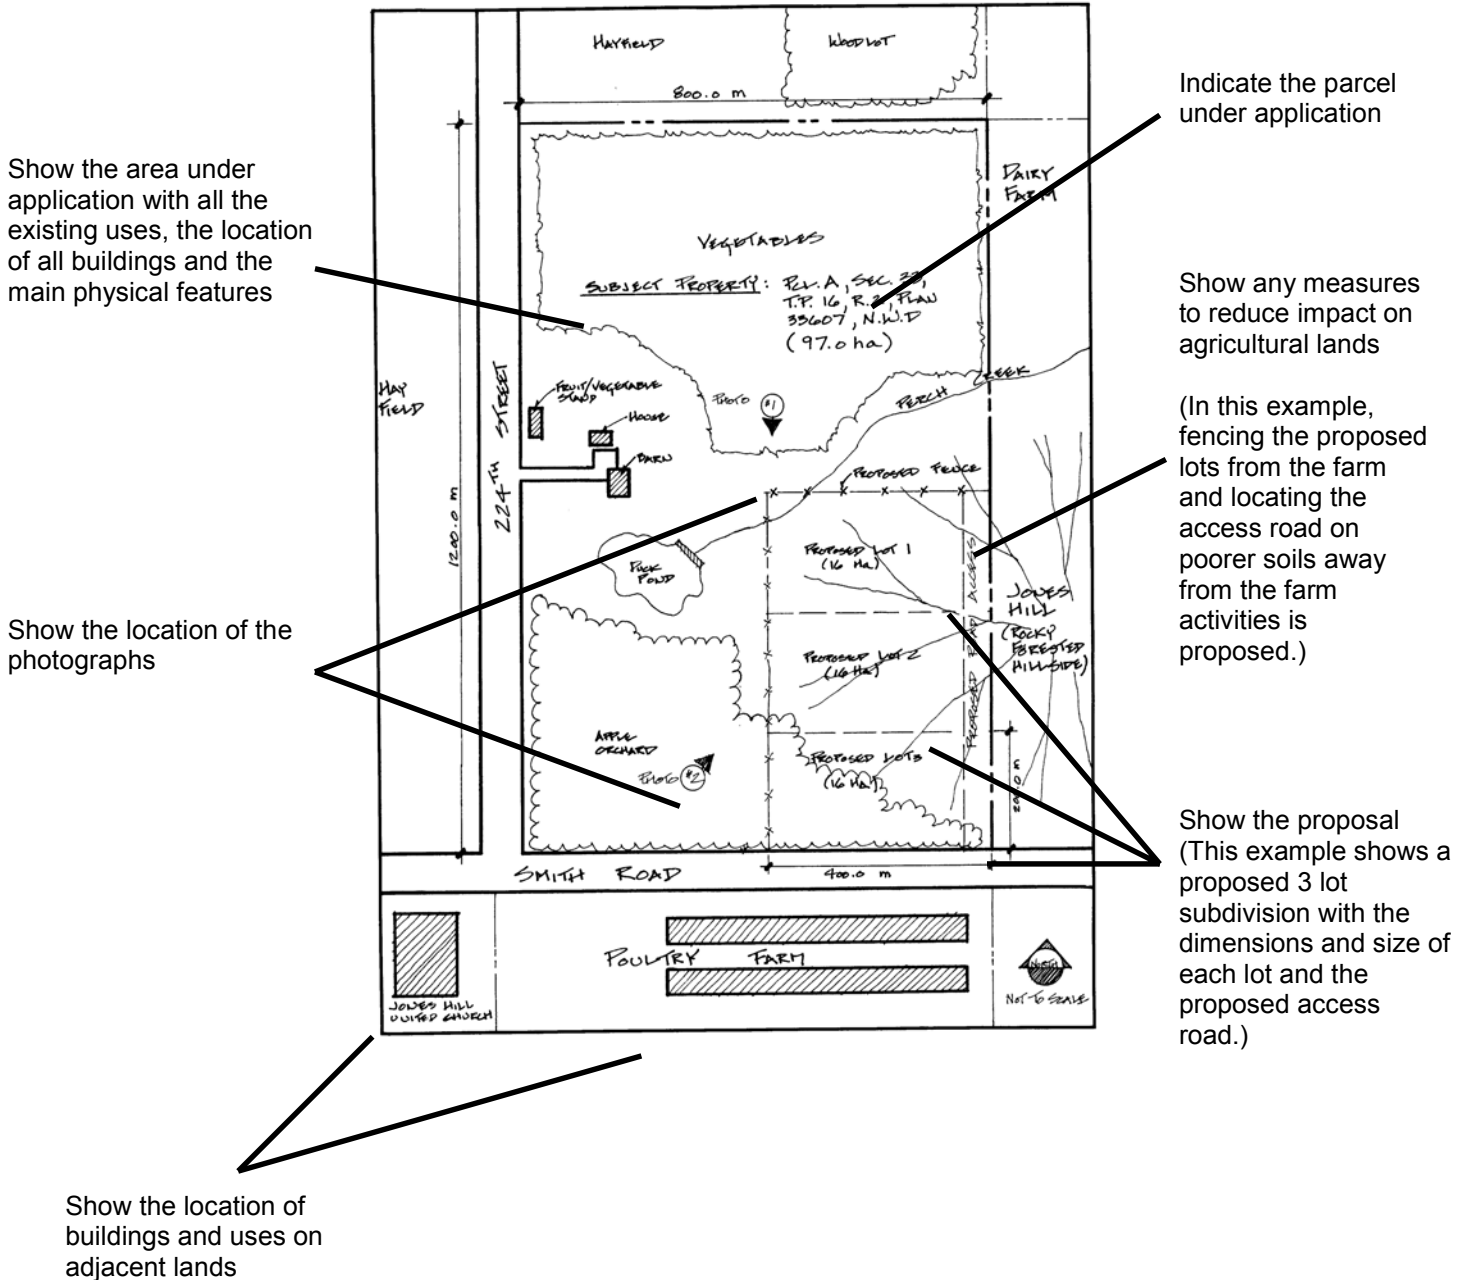 HAYFIELD
WOODLOT
800.0 m
Indicate the parcel
under application
Show the area under
application with all the
existing uses, the location
of all buildings and the
main physical features
DAIRY
FARM
VEGETABLES
SUBJECT PROPERTY: PCL. A, SEC. 23,
T.P. 16, R.2, PLAN
33607, N.W.D
(97.0 ha)
Show any measures
to reduce impact on
agricultural lands
(In this example,
fencing the proposed
lots from the farm
and locating the
access road on
poorer soils away
from the farm
activities is
proposed.)
HAY
FIELD
224TH STREET
1200.0 m
FRUIT/VEGETABLE
STAND
HOUSE
BARN
PHOTO #1
PERCH CREEK
PROPOSED FENCE
DUCK
POND
PROPOSED LOT 1
(16 Ha)
PROPOSED LOT 2
(16 Ha)
PROPOSED LOT 3
(16 Ha)
PROPOSED ROAD ACCESS
JONES
HILL
(ROCKY
FORESTED
HILLSIDE)
Show the location of the
photographs
APPLE
ORCHARD
PHOTO #2
200.0 m
400.0 m
SMITH ROAD
Show the proposal
(This example shows a
proposed 3 lot
subdivision with the
dimensions and size of
each lot and the
proposed access
road.)
POULTRY FARM
JONES HILL
UNITED CHURCH
NORTH
NOT TO SCALE
Show the location of
buildings and uses on
adjacent lands